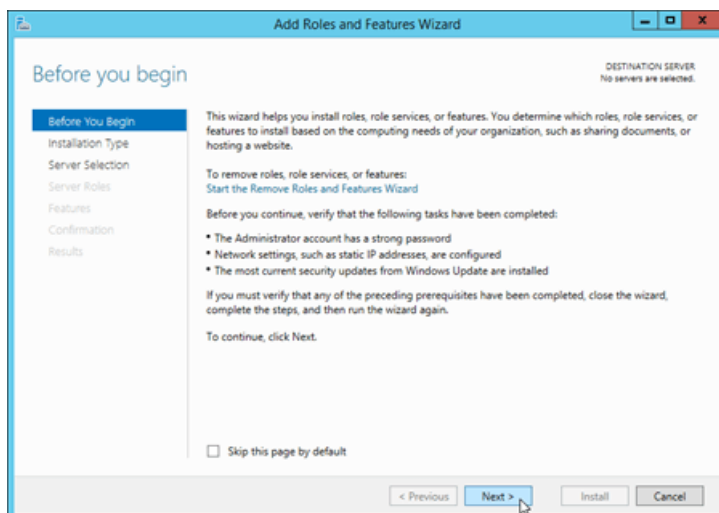 Add Roles and Features Wizard
Before you begin
DESTINATION SERVER
No servers are selected.
Before You Begin
Installation Type
Server Selection
Server Roles
Features
Confirmation
Results
This wizard helps you install roles, role services, or features. You determine which roles, role services, or
features to install based on the computing needs of your organization, such as sharing documents, or
hosting a website.
To remove roles, role services, or features:
Start the Remove Roles and Features Wizard
Before you continue, verify that the following tasks have been completed:
• The Administrator account has a strong password
• Network settings, such as static IP addresses, are configured
• The most current security updates from Windows Update are installed
If you must verify that any of the preceding prerequisites have been completed, close the wizard,
complete the steps, and then run the wizard again.
To continue, click Next.
Skip this page by default
< Previous Next > Install Cancel